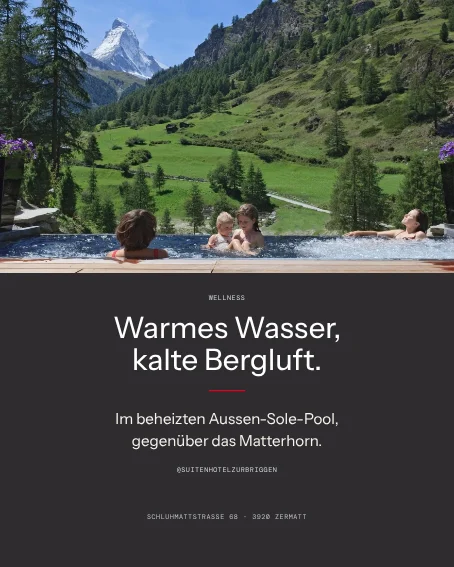 WELLNESS
Warmes Wasser,
kalte Bergluft.
Im beheizten Aussen-Sole-Pool,
gegenüber das Matterhorn.
@SUITENHOTELZURBRIGGEN
SCHLUHMATTSTRASSE 68 · 3920 ZERMATT